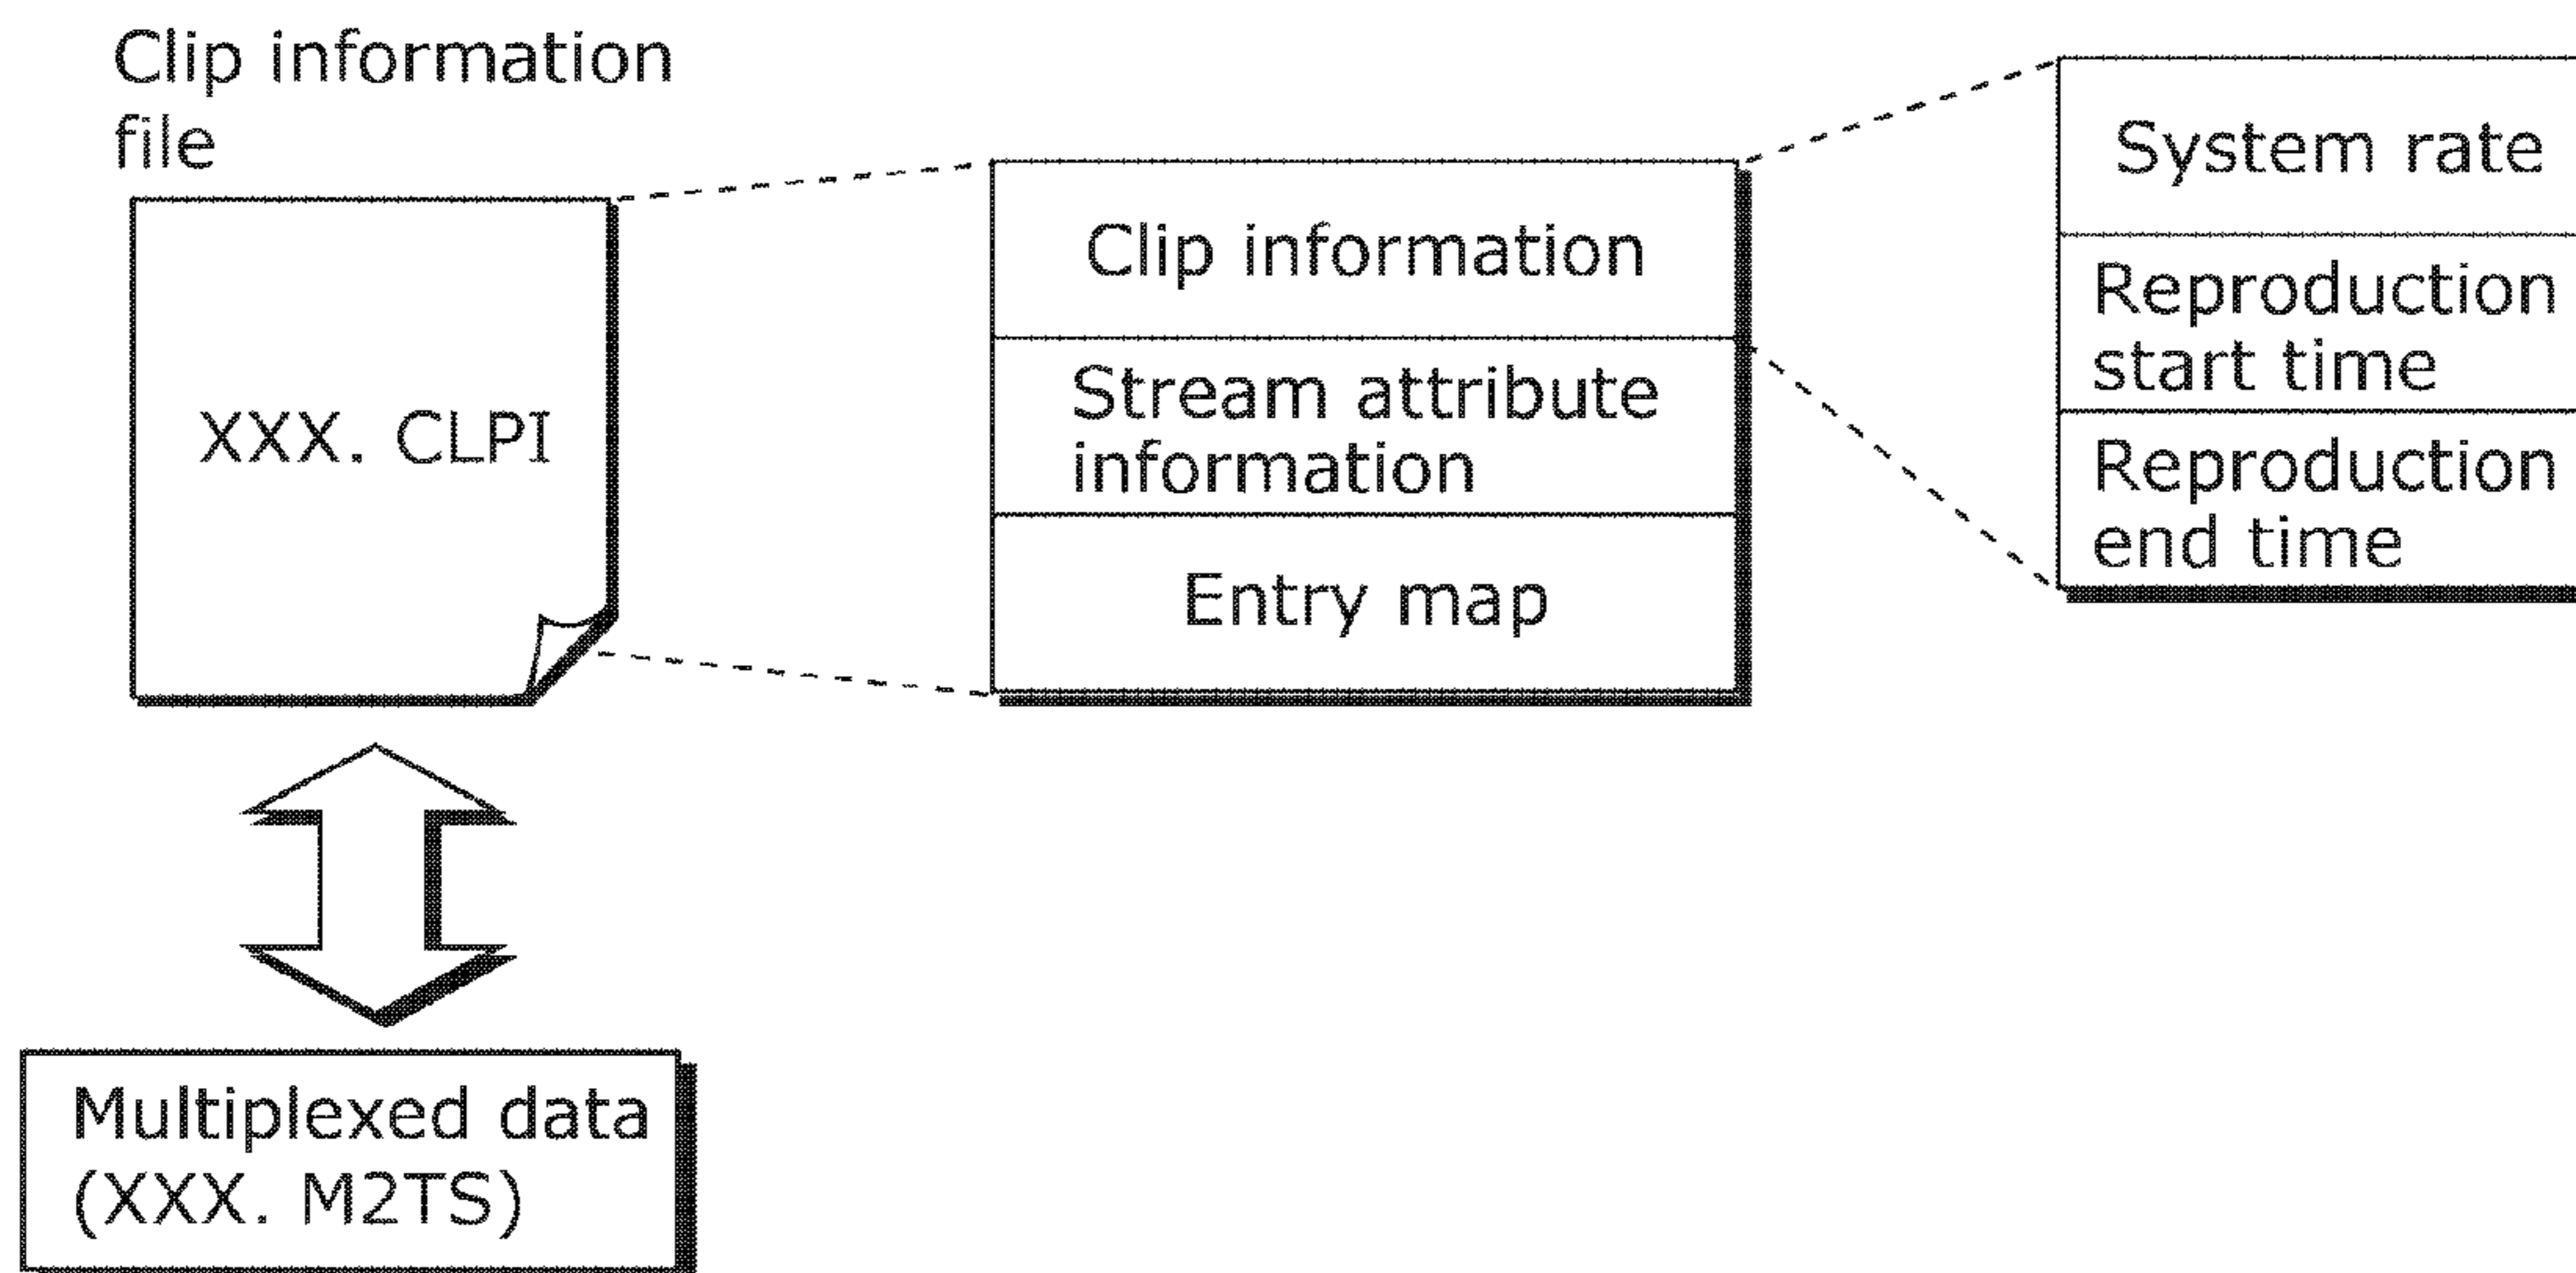 Clip information
file
XXX. CLPI
Clip information
Stream attribute
information
Entry map
System rate
Reproduction
start time
Reproduction
end time
Multiplexed data
(XXX. M2TS)